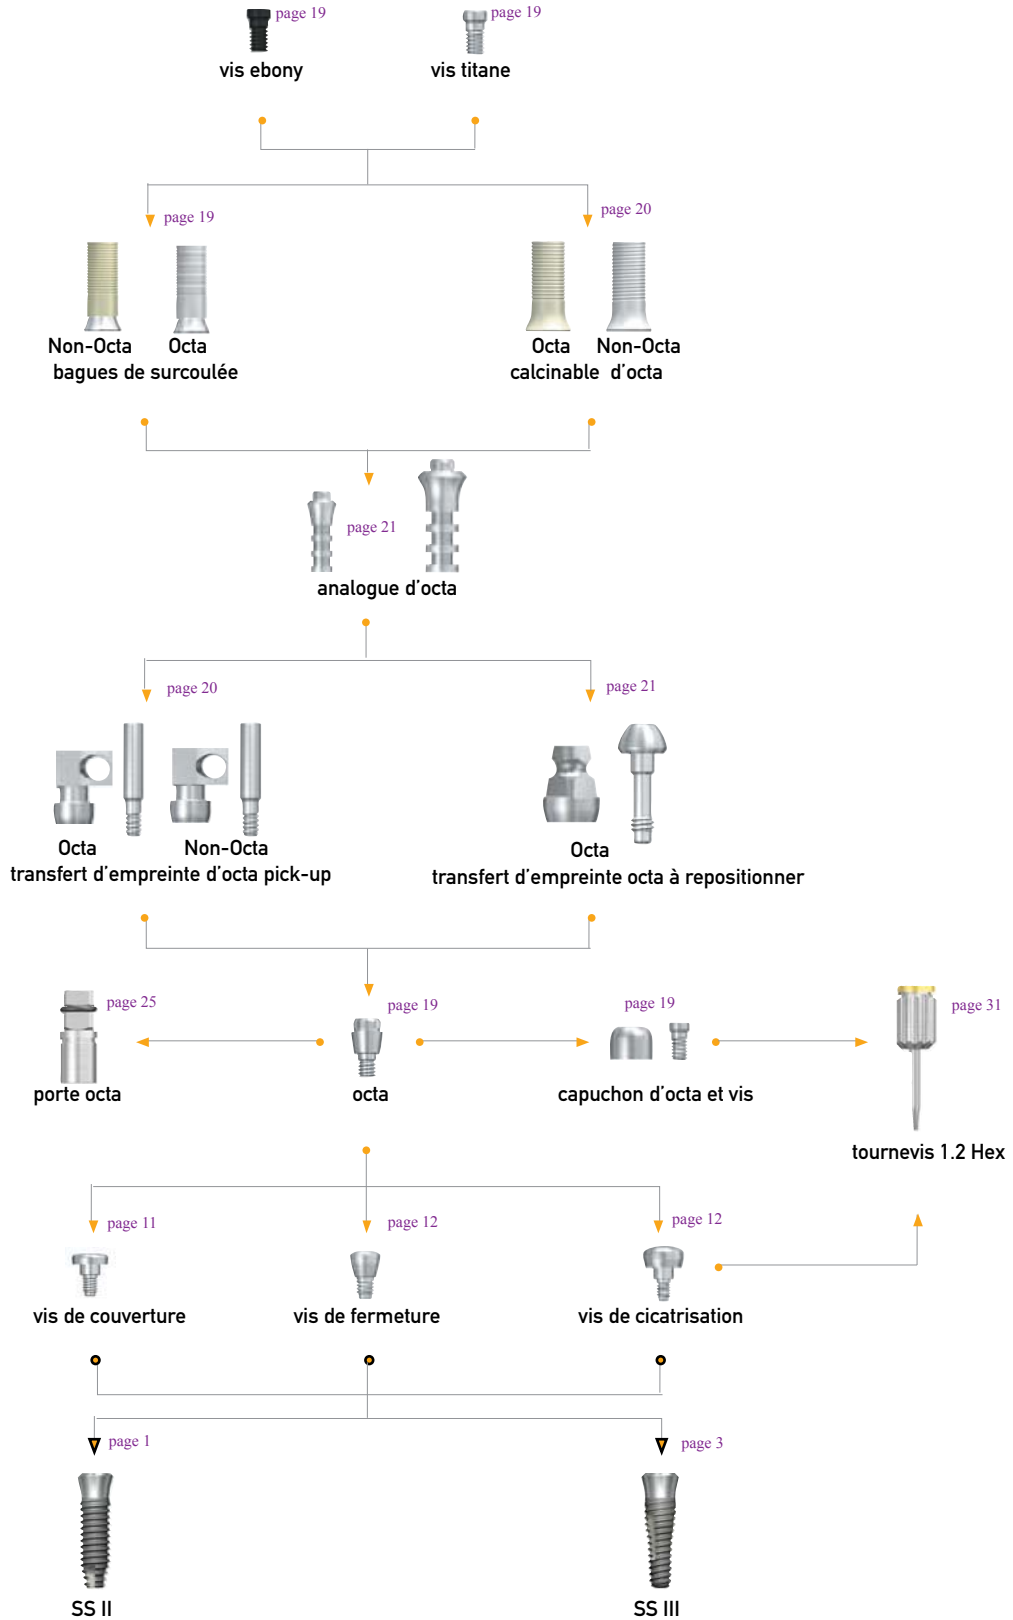 page 19
page 19
vis ebony
vis titane
page 19
page 20
Non-Octa
Octa
bagues de surcoulée
Octa
Non-Octa
calcinable d’octa
page 21
analogue d’octa
page 20
page 21
Octa
Non-Octa
transfert d’empreinte d’octa pick-up
Octa
transfert d’empreinte octa à repositionner
page 25
page 19
page 19
page 31
porte octa
octa
capuchon d’octa et vis
tournevis 1.2 Hex
page 11
page 12
page 12
vis de couverture
vis de fermeture
vis de cicatrisation
page 1
page 3
SS II
SS III